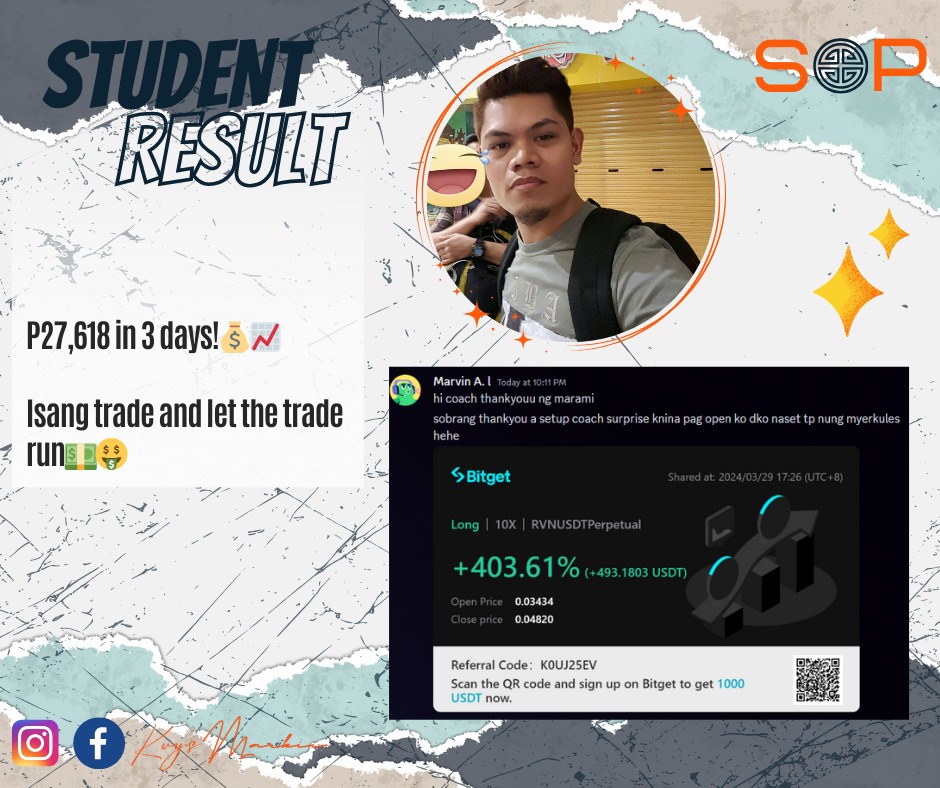 STUDENT
RESULT
SOP
P27,618 in 3 days!💰📈
Isang trade and let the trade
run💵🤑
Marvin A. l Today at 10:11 PM
hi coach thankyouu ng marami
sobrang thankyou a setup coach surprise knina pag open ko dko naset tp nung myerkules
hehe
Bitget
Shared at: 2024/03/29 17:26 (UTC+8)
Long | 10X | RVNUSDTPerpetual
+403.61% (+493.1803 USDT)
Open Price 0.03434
Close price 0.04820
Referral Code: K0UJ25EV
Scan the QR code and sign up on Bitget to get 1000
USDT now.